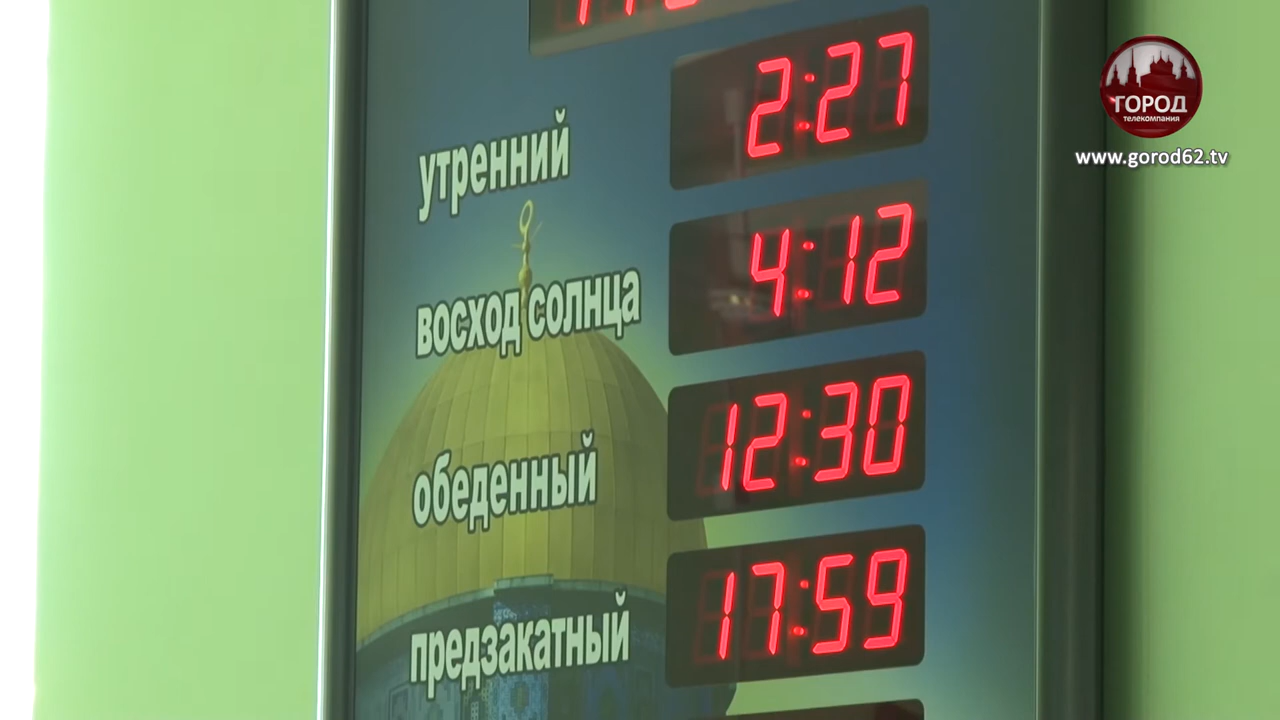 2:27
ГОРОД
телекомпания
www.gorod62.tv
утренний
4:12
восход солнца
12:30
обеденный
17:59
предзакатный